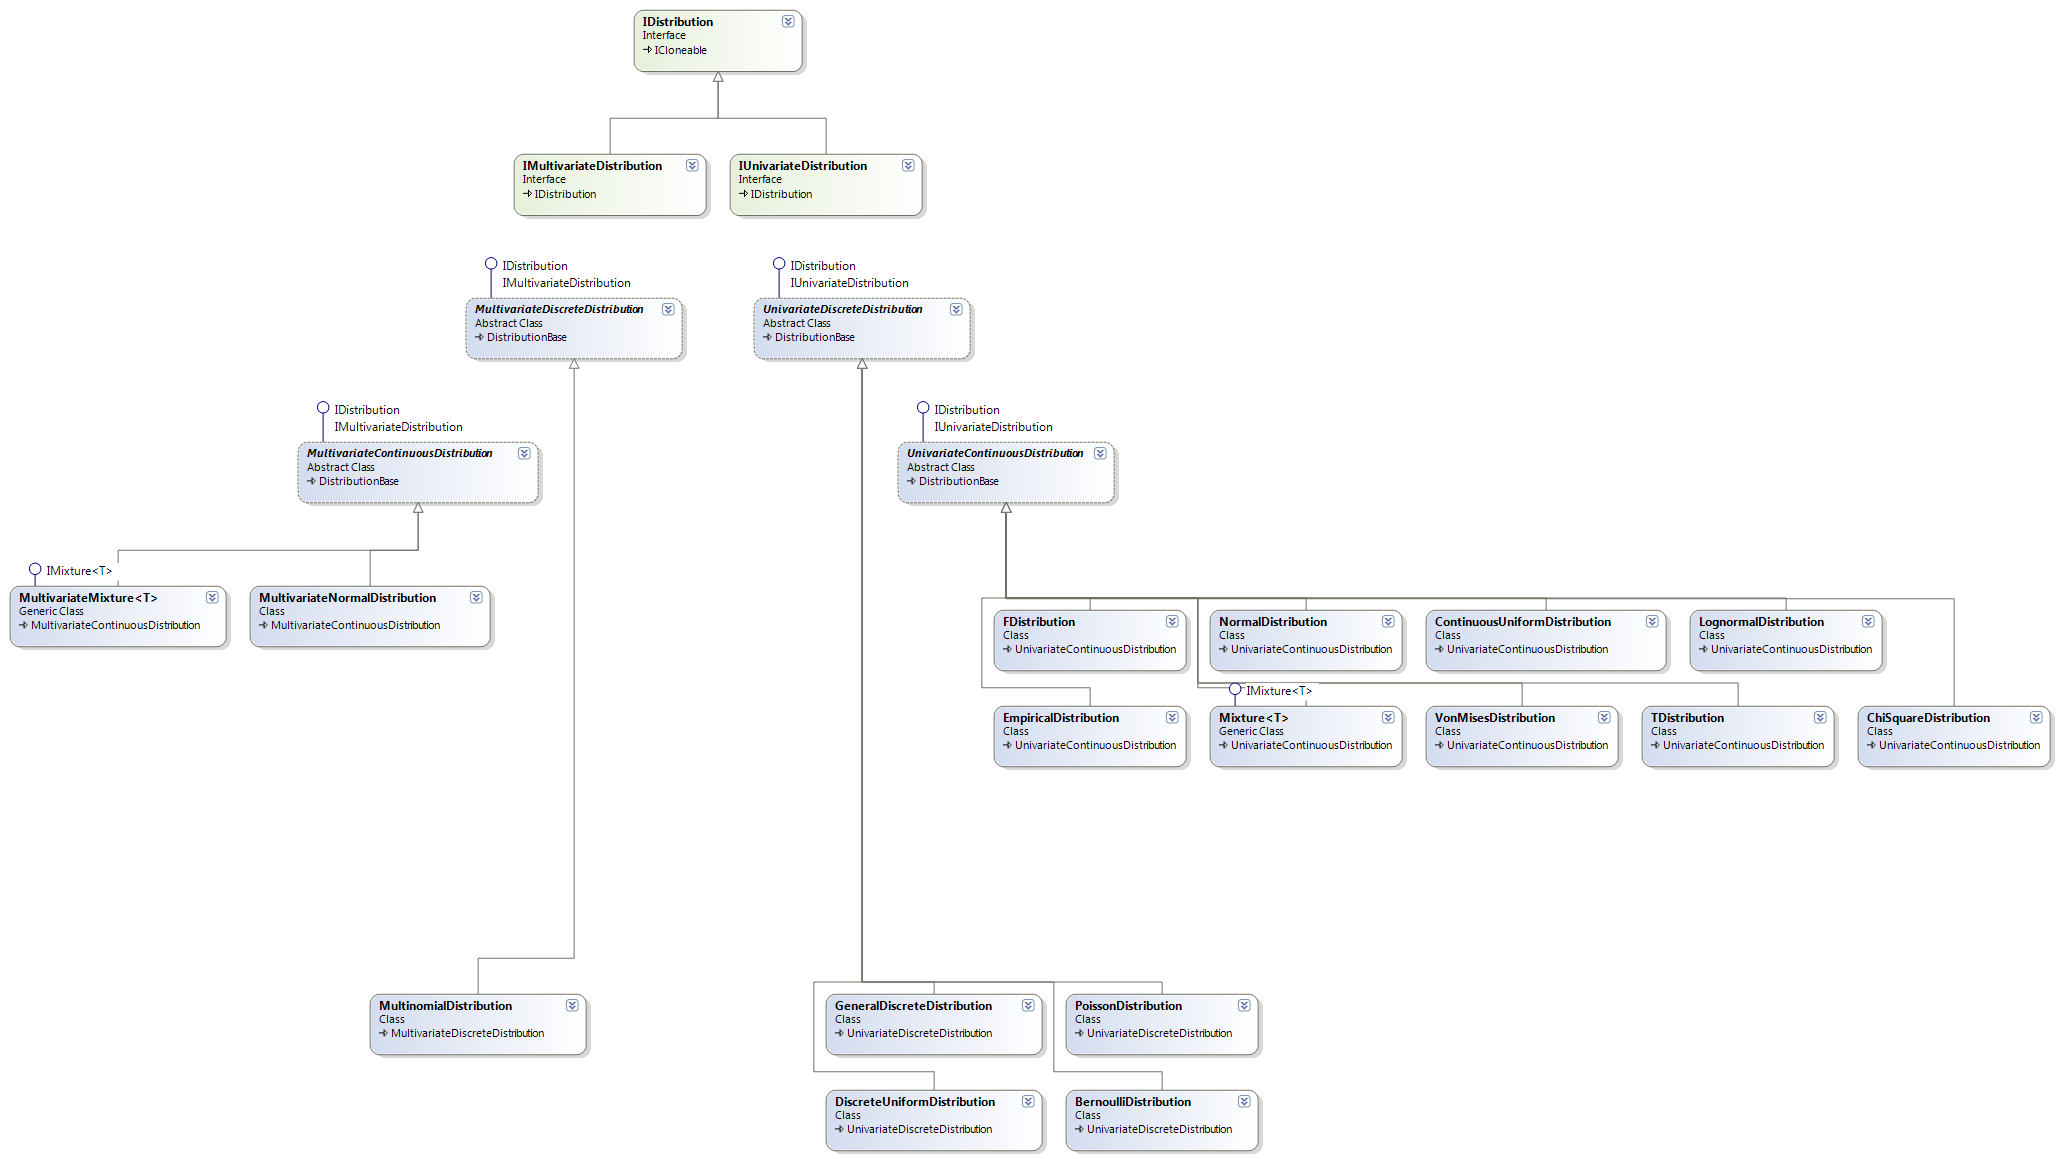 IDistribution
Interface
ICloneable
IMultivariateDistribution
Interface
IDistribution
IUnivariateDistribution
Interface
IDistribution
IDistribution
IMultivariateDistribution
MultivariateDiscreteDistribution
Abstract Class
DistributionBase
IDistribution
IUnivariateDistribution
UnivariateDiscreteDistribution
Abstract Class
DistributionBase
IDistribution
IMultivariateDistribution
MultivariateContinuousDistribution
Abstract Class
DistributionBase
IDistribution
IUnivariateDistribution
UnivariateContinuousDistribution
Abstract Class
DistributionBase
IMixture<T>
MultivariateMixture<T>
Generic Class
MultivariateContinuousDistribution
MultivariateNormalDistribution
Class
MultivariateContinuousDistribution
FDistribution
Class
UnivariateContinuousDistribution
NormalDistribution
Class
UnivariateContinuousDistribution
ContinuousUniformDistribution
Class
UnivariateContinuousDistribution
LognormalDistribution
Class
UnivariateContinuousDistribution
EmpiricalDistribution
Class
UnivariateContinuousDistribution
IMixture<T>
Mixture<T>
Generic Class
UnivariateContinuousDistribution
VonMisesDistribution
Class
UnivariateContinuousDistribution
TDistribution
Class
UnivariateContinuousDistribution
ChiSquareDistribution
Class
UnivariateContinuousDistribution
MultinomialDistribution
Class
MultivariateDiscreteDistribution
GeneralDiscreteDistribution
Class
UnivariateDiscreteDistribution
PoissonDistribution
Class
UnivariateDiscreteDistribution
DiscreteUniformDistribution
Class
UnivariateDiscreteDistribution
BernoulliDistribution
Class
UnivariateDiscreteDistribution